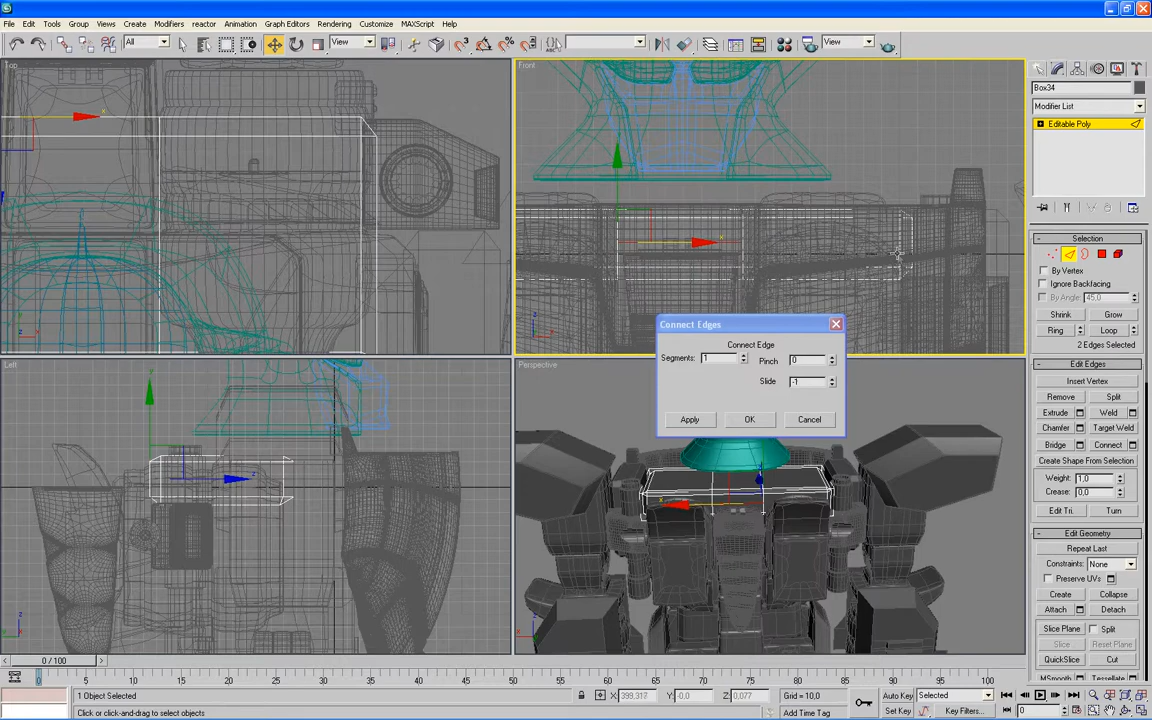 File Edit Tools Group Views Create Modifiers reactor Animation Graph Editors Rendering Customize MAXScript Help
All View View
Top Front
Box34
Modifier List
Editable Poly
Selection
By Vertex
Ignore Backfacing
By Angle: 45,0
Shrink Grow
Ring Loop
2 Edges Selected
Connect Edges
Connect Edge
Segments: 1 Pinch 0
Slide -1
Apply OK Cancel
Left Perspective
Edit Edges
Insert Vertex
Remove Split
Extrude Weld
Chamfer Target Weld
Bridge Connect
Create Shape From Selection
Weight: 1,0
Crease: 0,0
Edit Tri. Turn
Edit Geometry
Repeat Last
Constraints: None
Preserve UVs
Create Collapse
Attach Detach
Slice Plane Split
Slice Reset Plane
QuickSlice Cut
MSmooth Tessellate
0 / 100
0 5 10 15 20 25 30 35 40 45 50 55 60 65 70 75 80 85 90 95 100
1 Object Selected X: 399,317 Y: -0,0 Z: 0,077 Grid = 10,0 Auto Key Selected
Click or click-and-drag to select objects Add Time Tag Set Key Key Filters... 0